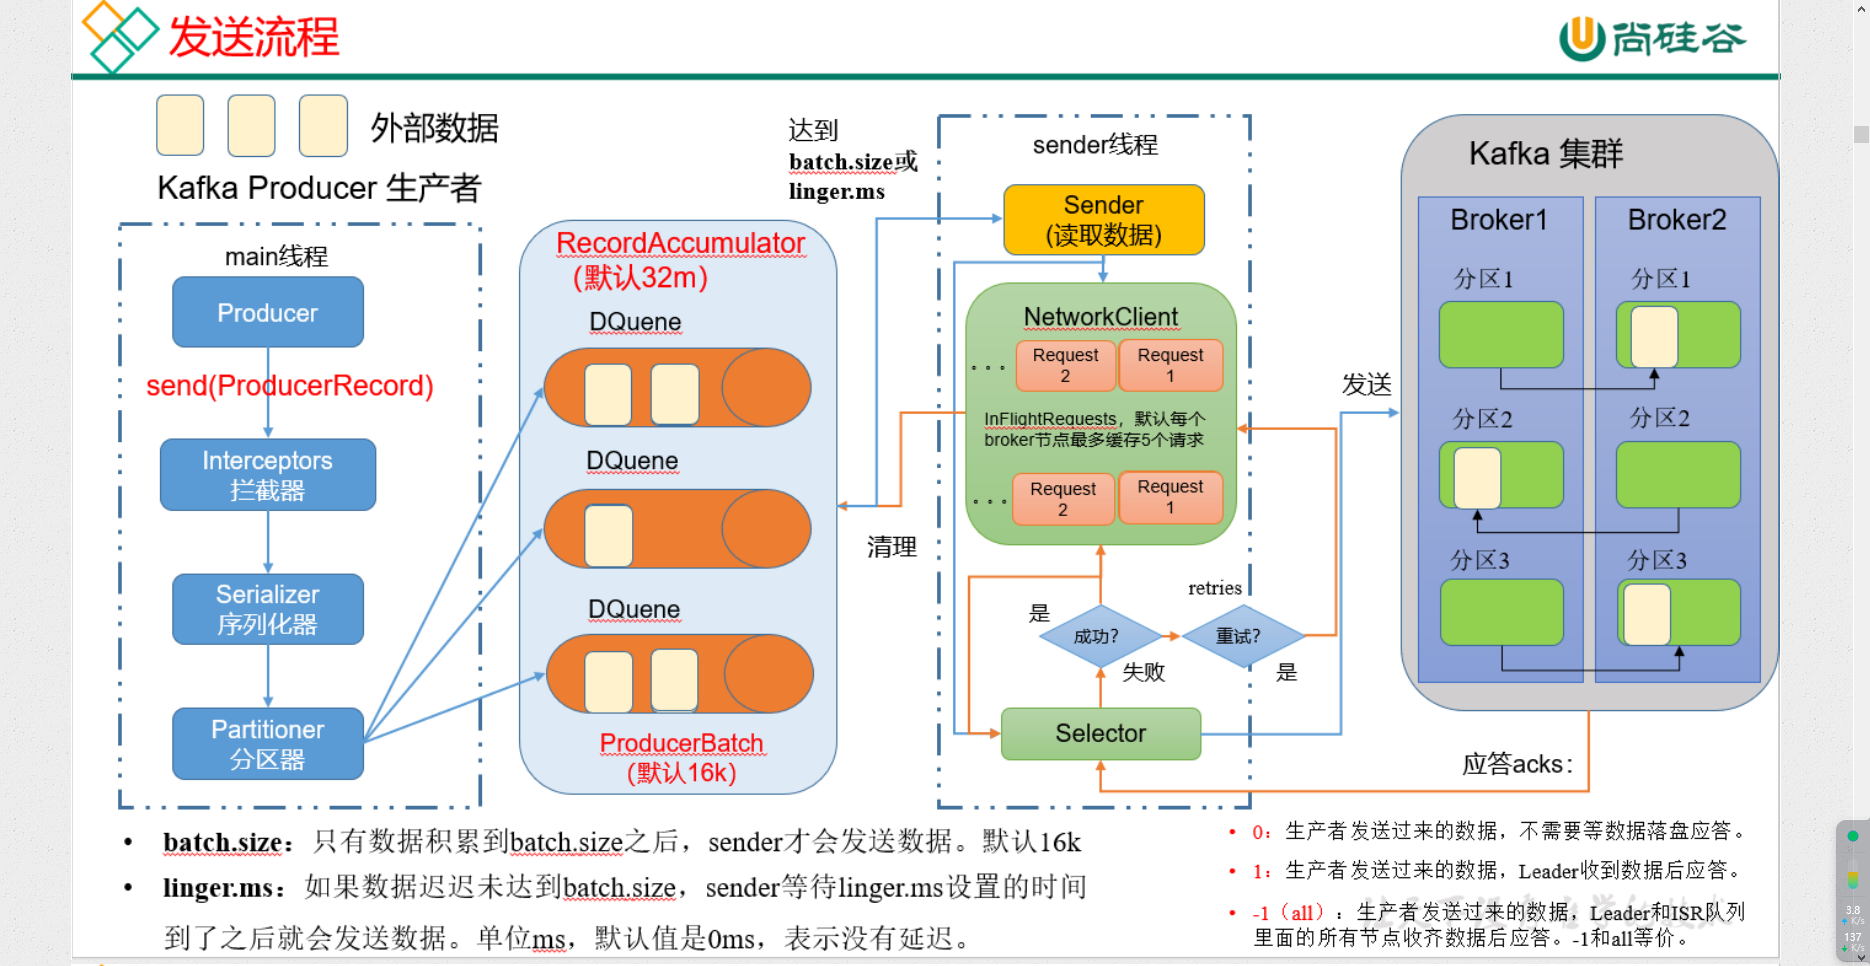 发送流程
尚硅谷
外部数据
Kafka Producer 生产者
main线程
Producer
send(ProducerRecord)
Interceptors
拦截器
Serializer
序列化器
Partitioner
分区器
RecordAccumulator
(默认32m)
DQuene
DQuene
DQuene
ProducerBatch
(默认16k)
达到
batch.size或
linger.ms
清理
sender线程
Sender
(读取数据)
NetworkClient
Request
2
Request
1
InFlightRequests，默认每个
broker节点最多缓存5个请求
Request
2
Request
1
retries
是
成功?
重试?
失败
是
Selector
发送
Kafka 集群
Broker1
Broker2
分区1
分区1
分区2
分区2
分区3
分区3
应答acks：
• batch.size：只有数据积累到batch.size之后，sender才会发送数据。默认16k
• linger.ms：如果数据迟迟未达到batch.size，sender等待linger.ms设置的时间
到了之后就会发送数据。单位ms，默认值是0ms，表示没有延迟。
• 0：生产者发送过来的数据，不需要等数据落盘应答。
• 1：生产者发送过来的数据，Leader收到数据后应答。
• -1（all）：生产者发送过来的数据，Leader和ISR队列
里面的所有节点收齐数据后应答。-1和all等价。
3.8
K/s
137
K/s